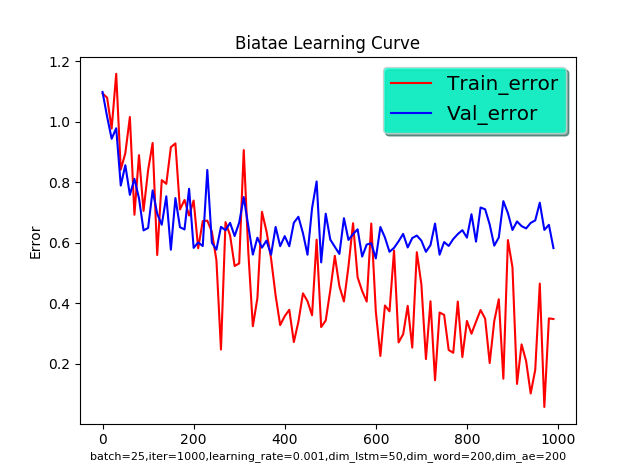 Biatae Learning Curve
1.2
1.0
0.8
0.6
0.4
0.2
Error
Train_error
Val_error
0 200 400 600 800 1000
batch=25,iter=1000,learning_rate=0.001,dim_lstm=50,dim_word=200,dim_ae=200